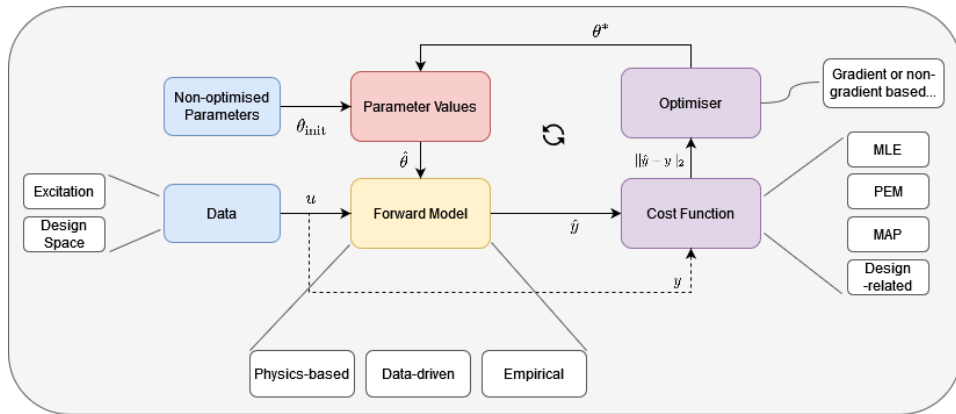 θ*
Non-optimised
Parameters
θ_init
Parameter Values
Optimiser
Gradient or non-
gradient based...
θ̂
||ŷ − y|₂
MLE
Excitation
Design
Space
Data
u
Forward Model
ŷ
Cost Function
PEM
MAP
Design
-related
y
Physics-based
Data-driven
Empirical